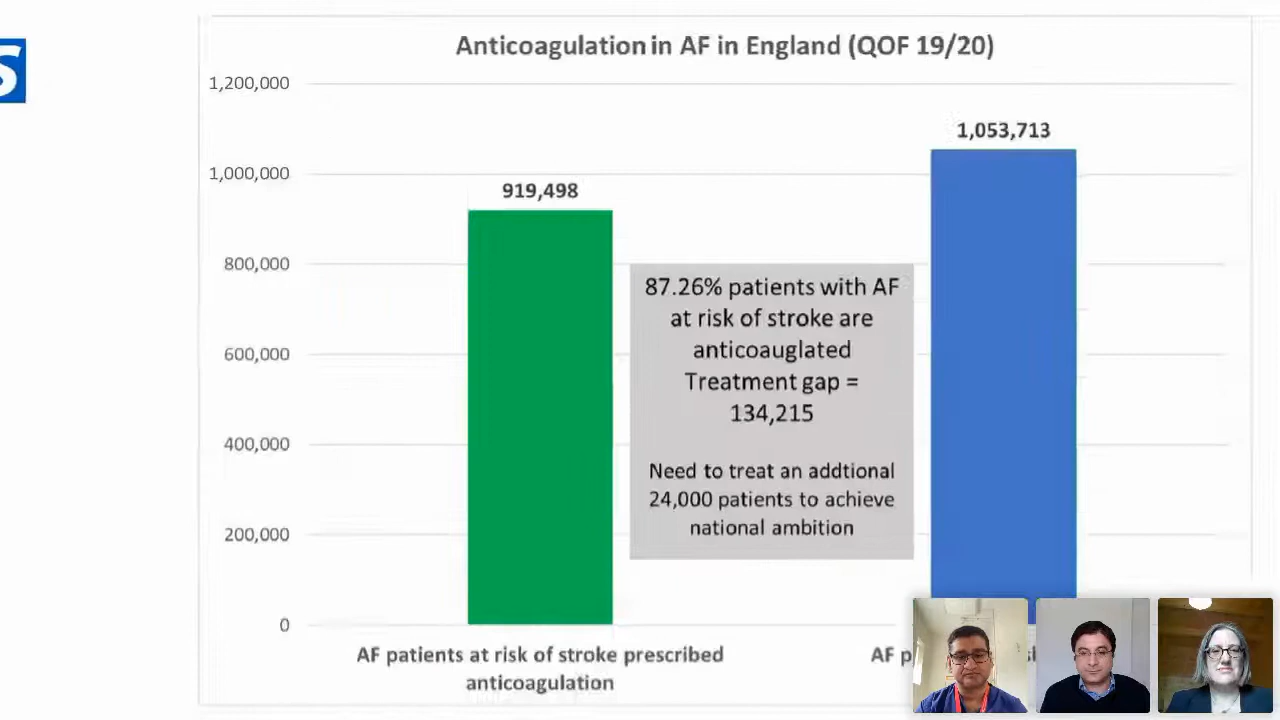 S
Anticoagulation in AF in England (QOF 19/20)
1,200,000
1,000,000
800,000
600,000
400,000
200,000
0
919,498
1,053,713
87.26% patients with AF
at risk of stroke are
anticoauglated
Treatment gap =
134,215
Need to treat an addtional
24,000 patients to achieve
national ambition
AF patients at risk of stroke prescribed
anticoagulation
AF